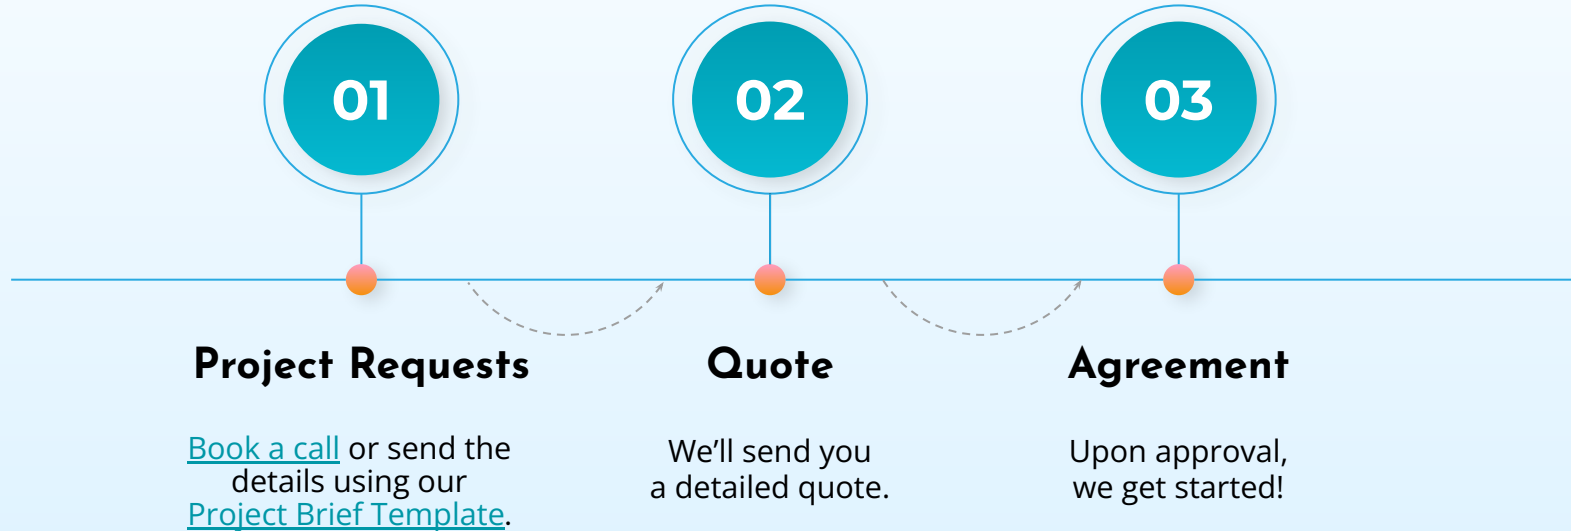 01
02
03
Project Requests
Quote
Agreement
Book a call or send the
details using our
Project Brief Template.
We’ll send you
a detailed quote.
Upon approval,
we get started!